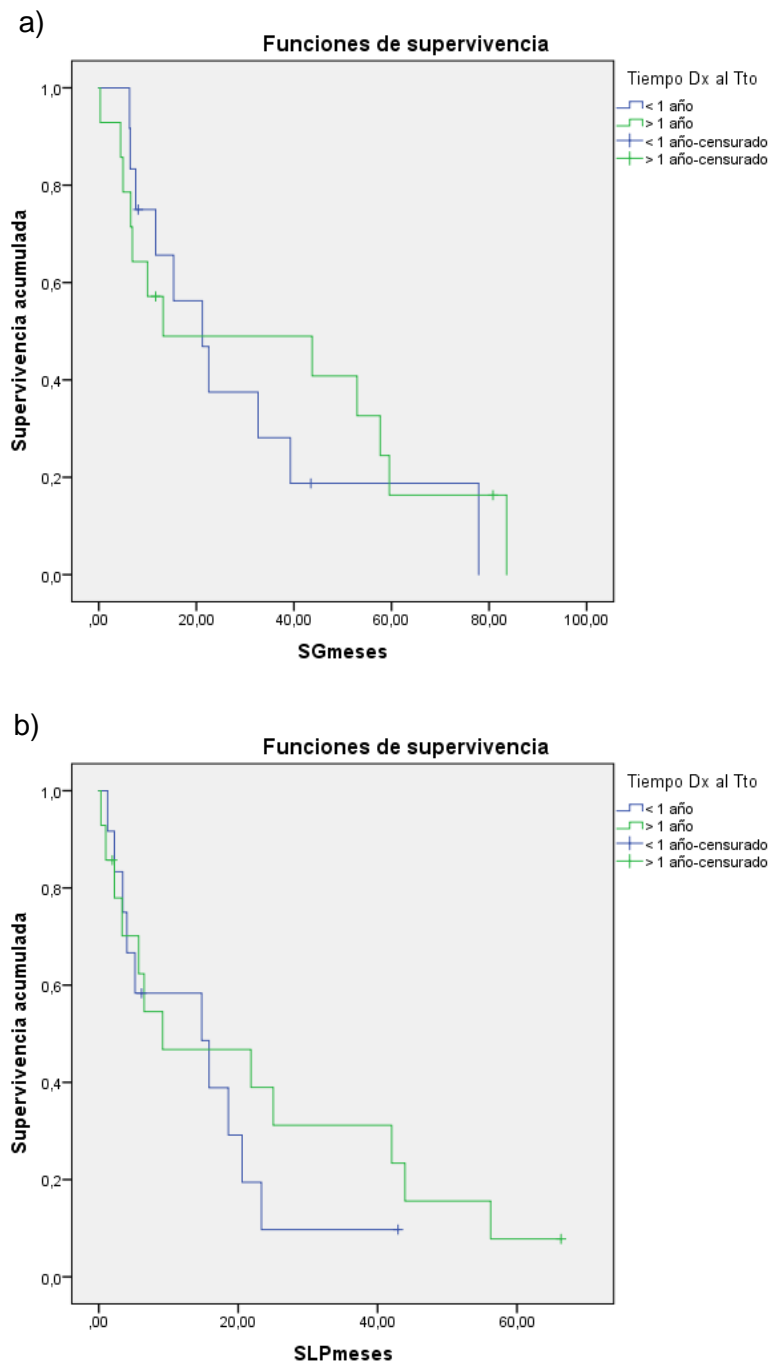 a)
Funciones de supervivencia
Tiempo Dx al Tto
< 1 año
> 1 año
< 1 año-censurado
> 1 año-censurado
Supervivencia acumulada
1,0
0,8
0,6
0,4
0,2
0,0
,00 20,00 40,00 60,00 80,00 100,00
SGmeses
b)
Funciones de supervivencia
Tiempo Dx al Tto
< 1 año
> 1 año
< 1 año-censurado
> 1 año-censurado
Supervivencia acumulada
1,0
0,8
0,6
0,4
0,2
0,0
,00 20,00 40,00 60,00
SLPmeses